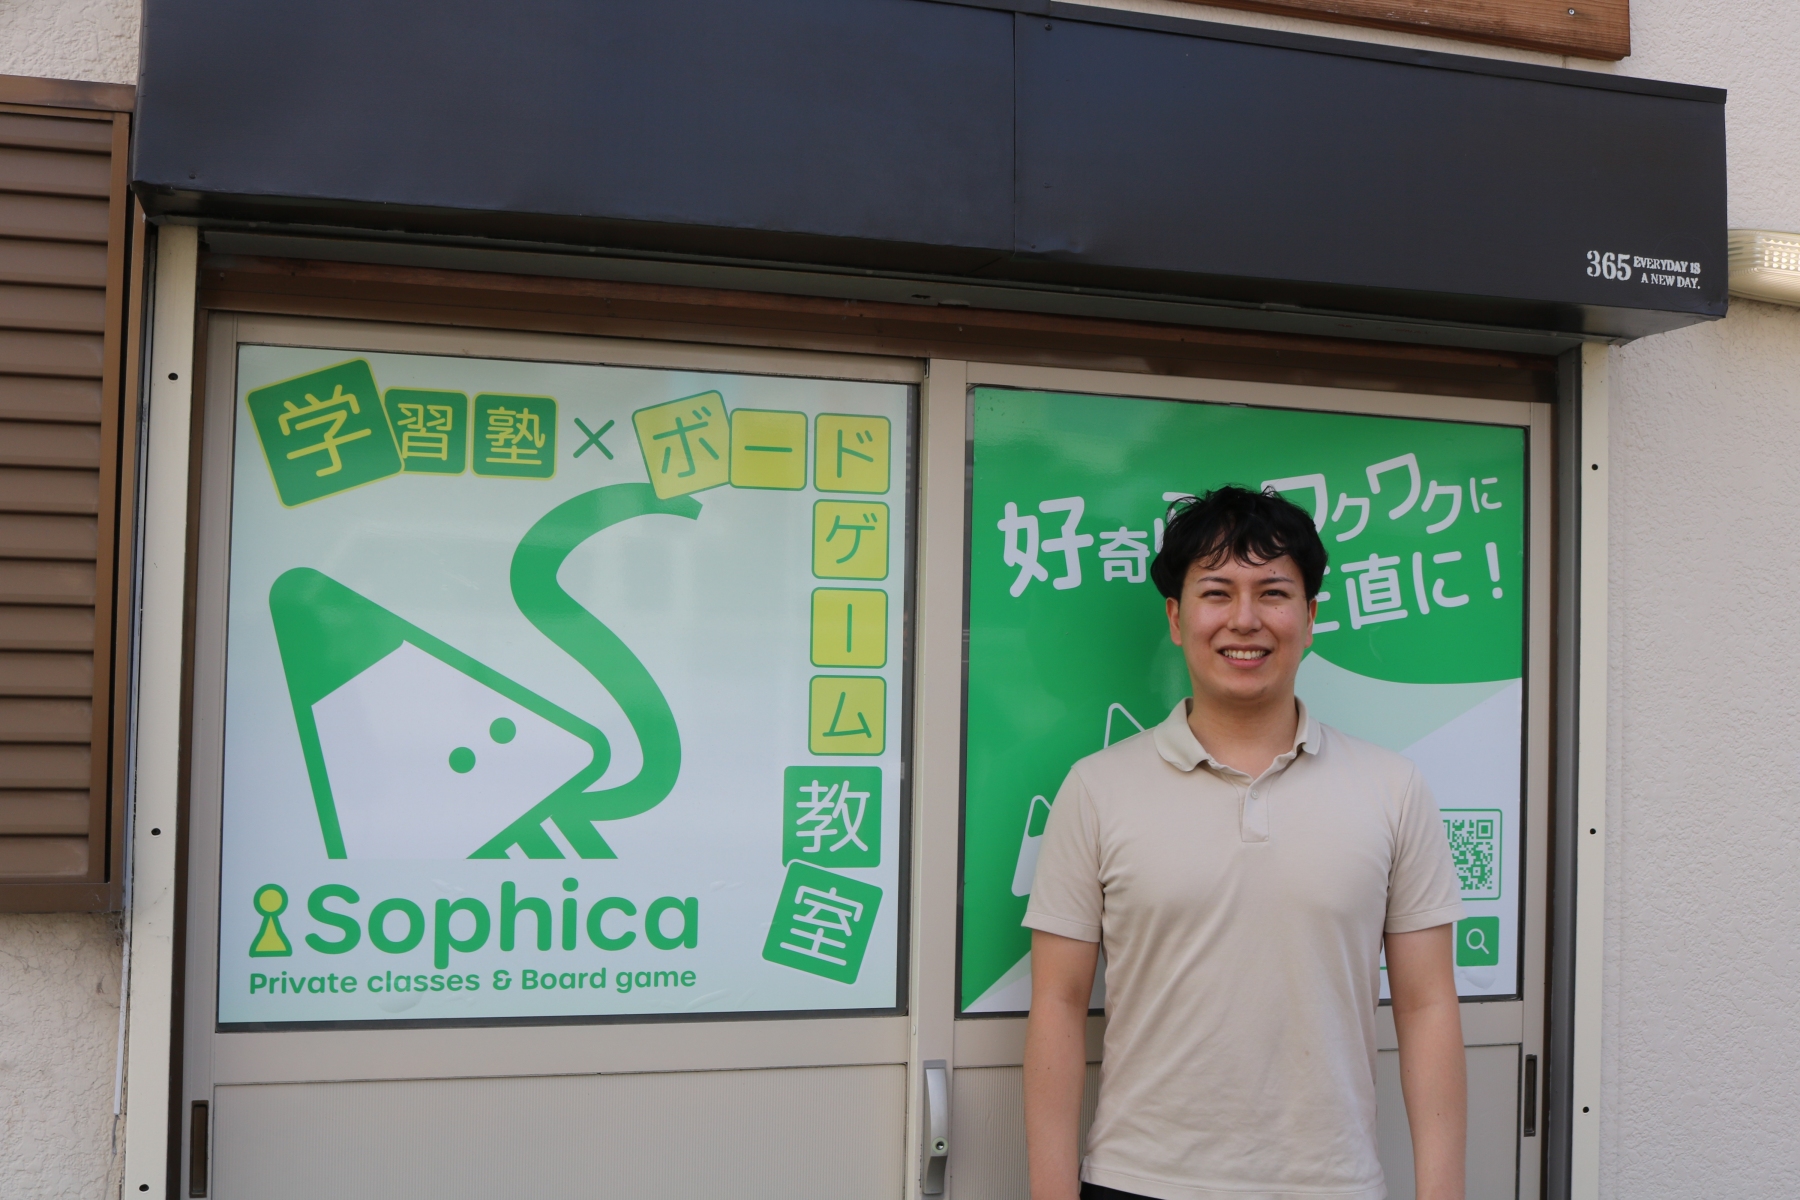 365 EVERYDAY IS
A NEW DAY.
学習塾×ボードゲーム教室
Sophica
Private classes & Board game
好奇 ワクワクに
直に！